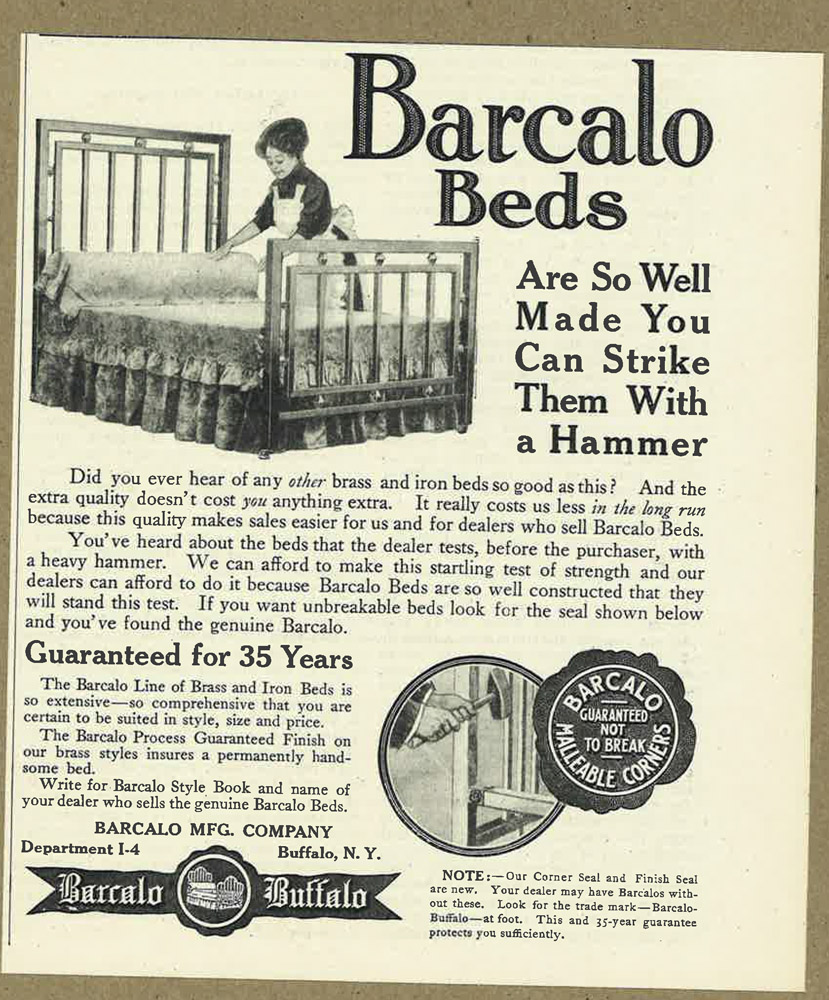 Barcalo
Beds
Are So Well
Made You
Can Strike
Them With
a Hammer
Did you ever hear of any other brass and iron beds so good as this? And the
extra quality doesn't cost you anything extra. It really costs us less in the long run
because this quality makes sales easier for us and for dealers who sell Barcalo Beds.
You've heard about the beds that the dealer tests, before the purchaser, with
a heavy hammer. We can afford to make this startling test of strength and our
dealers can afford to do it because Barcalo Beds are so well constructed that they
will stand this test. If you want unbreakable beds look for the seal shown below
and you've found the genuine Barcalo.
Guaranteed for 35 Years
The Barcalo Line of Brass and Iron Beds is
so extensive—so comprehensive that you are
certain to be suited in style, size and price.
The Barcalo Process Guaranteed Finish on
our brass styles insures a permanently hand-
some bed.
Write for Barcalo Style Book and name of
your dealer who sells the genuine Barcalo Beds.
BARCALO MFG. COMPANY
Department I-4 Buffalo, N. Y.
Barcalo Buffalo
BARCALO
GUARANTEED
NOT
TO BREAK
MALLEABLE CORNERS
NOTE:—Our Corner Seal and Finish Seal
are new. Your dealer may have Barcalos with-
out these. Look for the trade mark—Barcalo-
Buffalo—at foot. This and 35-year guarantee
protects you sufficiently.